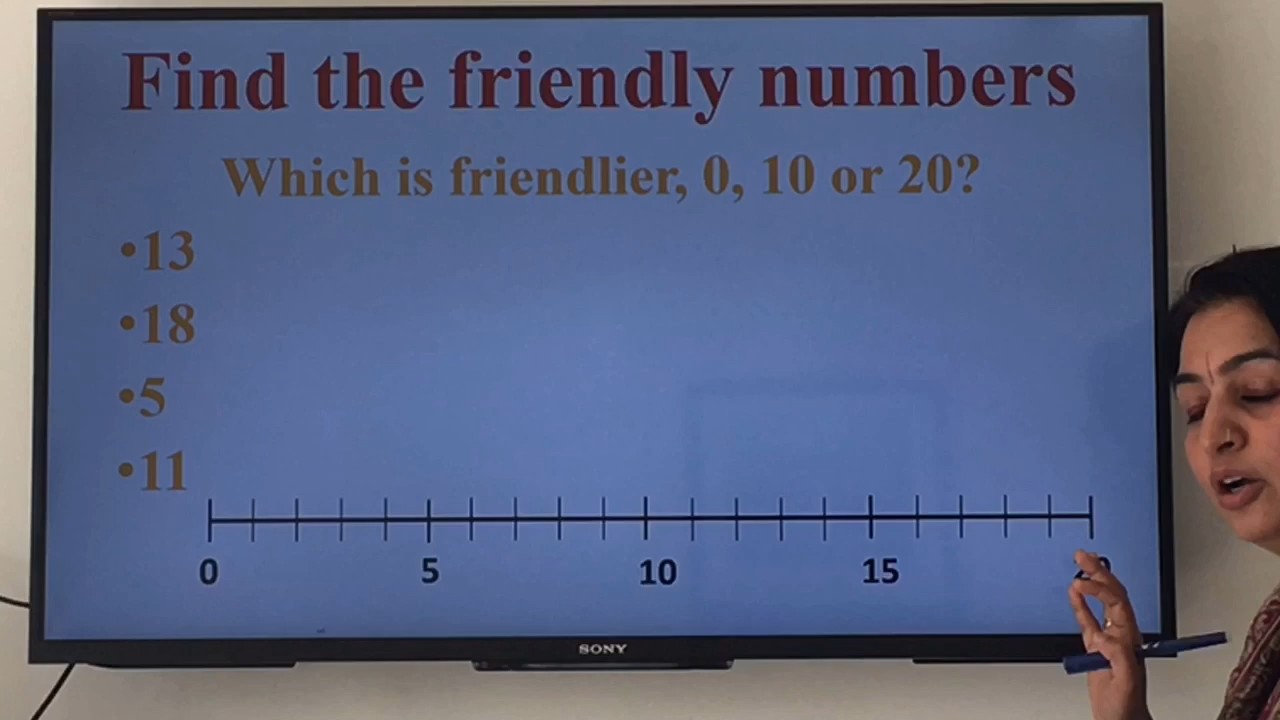 Find the friendly numbers
Which is friendlier, 0, 10 or 20?
•13
•18
•5
•11
0 5 10 15
SONY